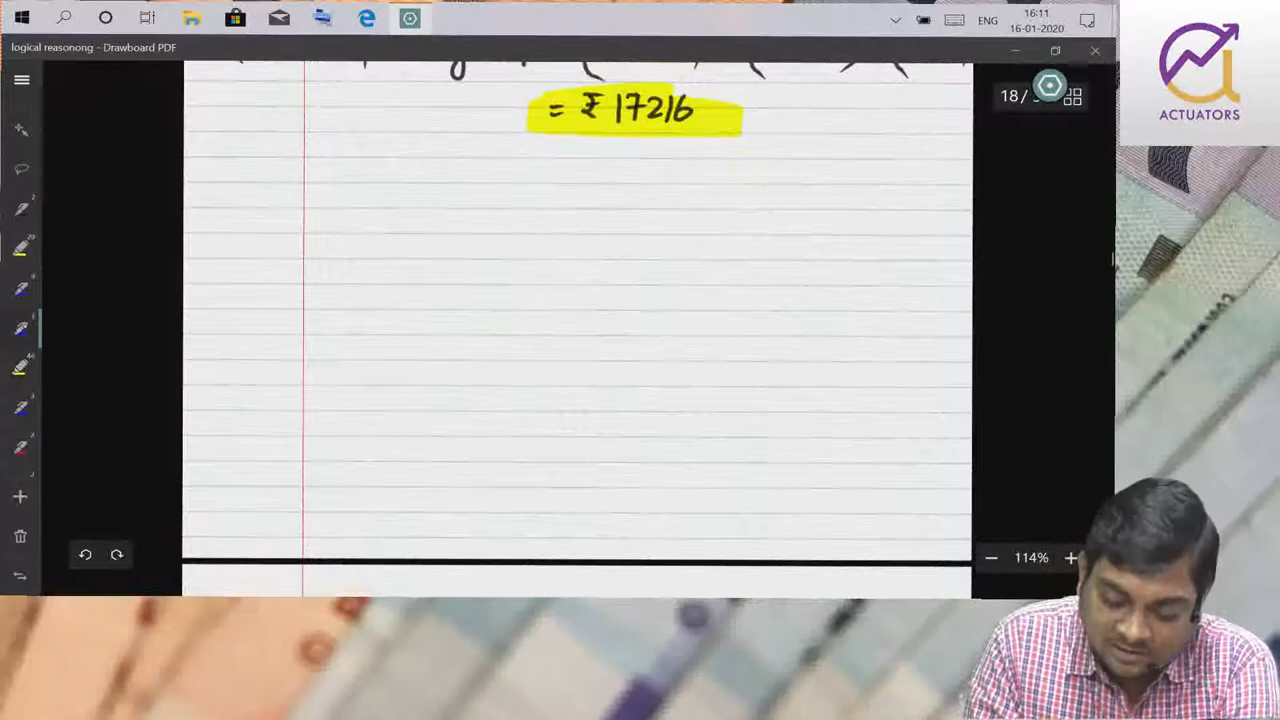 16:11
ENG
16-01-2020
logical reasonong - Drawboard PDF
18/
= ₹ 17216
ACTUATORS
114%